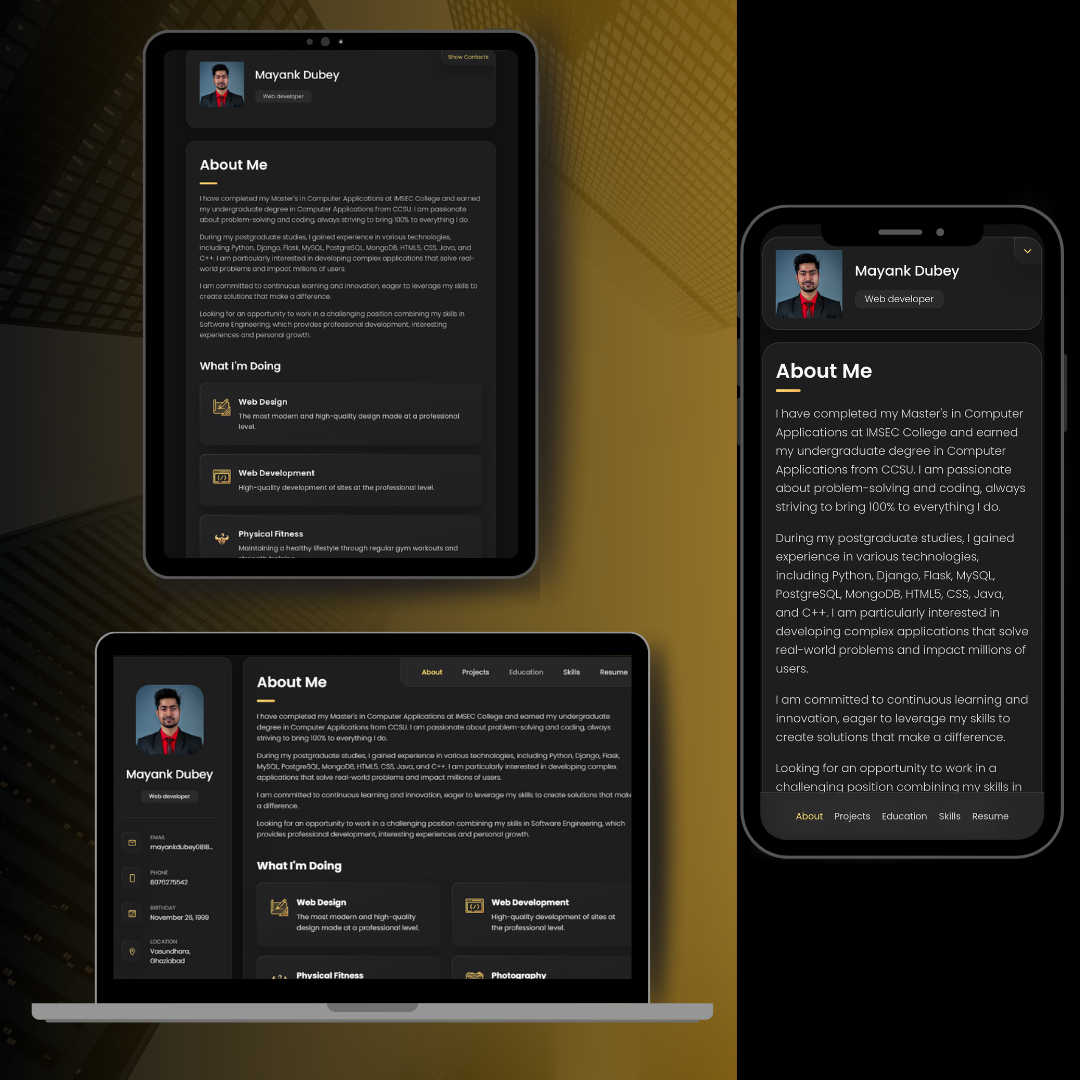 Show Contacts
Mayank Dubey
Web developer
About Me
I have completed my Master's in Computer Applications at IMSEC College and earned
my undergraduate degree in Computer Applications from CCSU. I am passionate
about problem-solving and coding, always striving to bring 100% to everything I do.
During my postgraduate studies, I gained experience in various technologies,
including Python, Django, Flask, MySQL, PostgreSQL, MongoDB, HTML5, CSS, Java, and
C++. I am particularly interested in developing complex applications that solve real-
world problems and impact millions of users.
I am committed to continuous learning and innovation, eager to leverage my skills to
create solutions that make a difference.
Looking for an opportunity to work in a challenging position combining my skills in
Software Engineering, which provides professional development, interesting
experiences and personal growth.
What I'm Doing
Web Design
The most modern and high-quality design made at a professional
level.
Web Development
High-quality development of sites at the professional level.
Physical Fitness
Maintaining a healthy lifestyle through regular gym workouts and
strength training.
Mayank Dubey
Web developer
EMAIL
mayankdubey0818...
PHONE
8076275542
BIRTHDAY
November 26, 1999
LOCATION
Vasundhara,
Ghaziabad
About Projects Education Skills Resume
About Me
I have completed my Master's in Computer Applications at IMSEC College and earned my undergraduate
degree in Computer Applications from CCSU. I am passionate about problem-solving and coding, always
striving to bring 100% to everything I do.
During my postgraduate studies, I gained experience in various technologies, including Python, Django, Flask,
MySQL, PostgreSQL, MongoDB, HTML5, CSS, Java, and C++. I am particularly interested in developing complex
applications that solve real-world problems and impact millions of users.
I am committed to continuous learning and innovation, eager to leverage my skills to create solutions that make
a difference.
Looking for an opportunity to work in a challenging position combining my skills in Software Engineering, which
provides professional development, interesting experiences and personal growth.
What I'm Doing
Web Design
The most modern and high-quality
design made at a professional level.
Web Development
High-quality development of sites at
the professional level.
Physical Fitness
Photography
Mayank Dubey
Web developer
About Me
I have completed my Master's in Computer
Applications at IMSEC College and earned
my undergraduate degree in Computer
Applications from CCSU. I am passionate
about problem-solving and coding, always
striving to bring 100% to everything I do.
During my postgraduate studies, I gained
experience in various technologies,
including Python, Django, Flask, MySQL,
PostgreSQL, MongoDB, HTML5, CSS, Java,
and C++. I am particularly interested in
developing complex applications that solve
real-world problems and impact millions of
users.
I am committed to continuous learning and
innovation, eager to leverage my skills to
create solutions that make a difference.
Looking for an opportunity to work in a
challenging position combining my skills in
About Projects Education Skills Resume